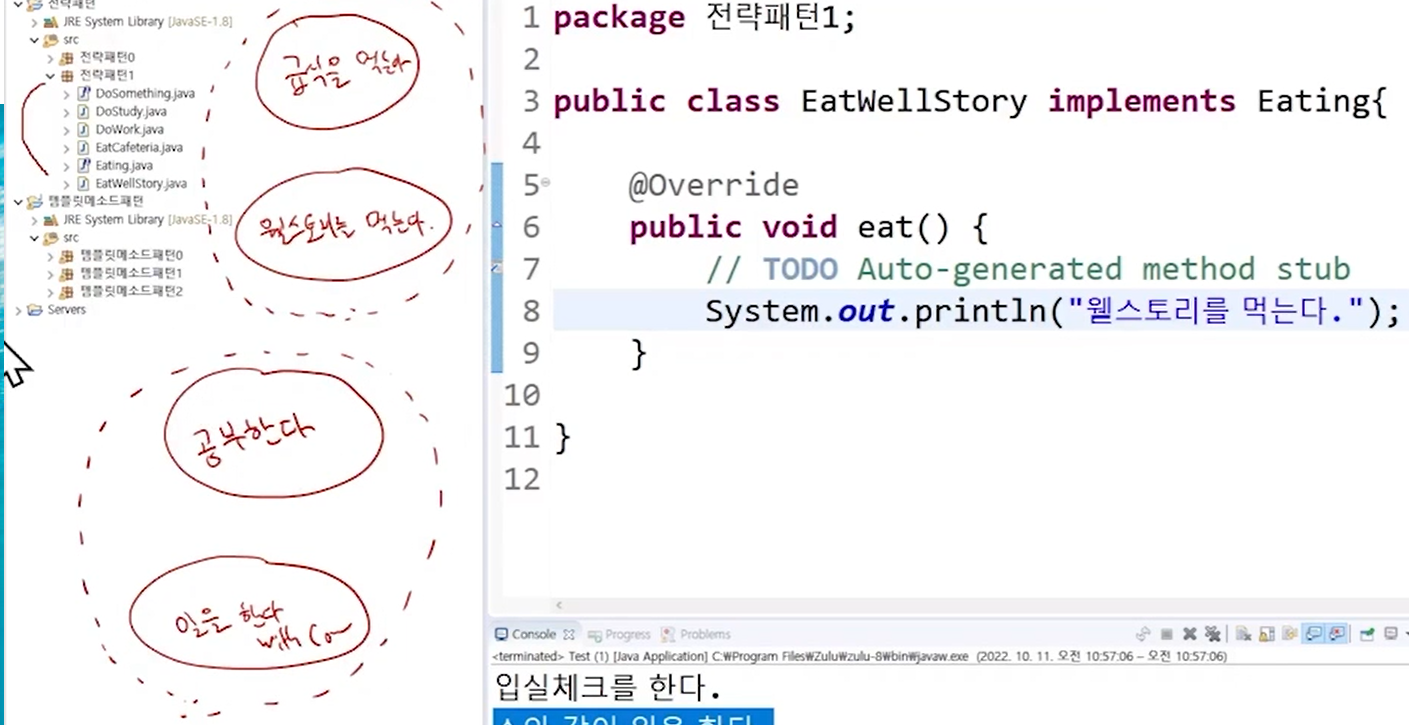 전략패턴
JRE System Library [JavaSE-1.8]
src
전략패턴0
전략패턴1
DoSomething.java
DoStudy.java
DoWork.java
EatCafeteria.java
Eating.java
EatWellStory.java
템플릿메소드패턴
JRE System Library [JavaSE-1.8]
src
템플릿메소드패턴0
템플릿메소드패턴1
템플릿메소드패턴2
Servers
급식을 먹는다
웰스토리를 먹는다.
공부한다
일을 한다
with Cow
1 package 전략패턴1;
2
3 public class EatWellStory implements Eating{
4
5 @Override
6 public void eat() {
7 // TODO Auto-generated method stub
8 System.out.println("웰스토리를 먹는다.");
9 }
10
11 }
12
Console Progress Problems
<terminated> Test (1) [Java Application] C:₩Program Files₩Zulu₩zulu-8₩bin₩javaw.exe (2022. 10. 11. 오전 10:57:06 – 오전 10:57:06)
입실체크를 한다.